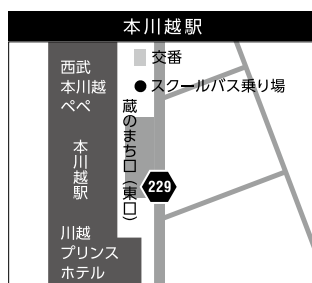 本川越駅
西武
本川越
ペペ
交番
スクールバス乗り場
蔵のまち口（東口）
本川越駅
229
川越
プリンス
ホテル